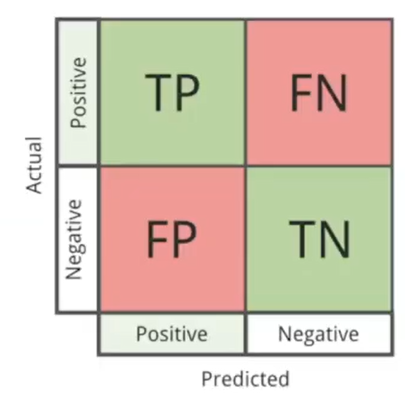 Actual
Positive
TP
FN
Negative
FP
TN
Positive
Negative
Predicted